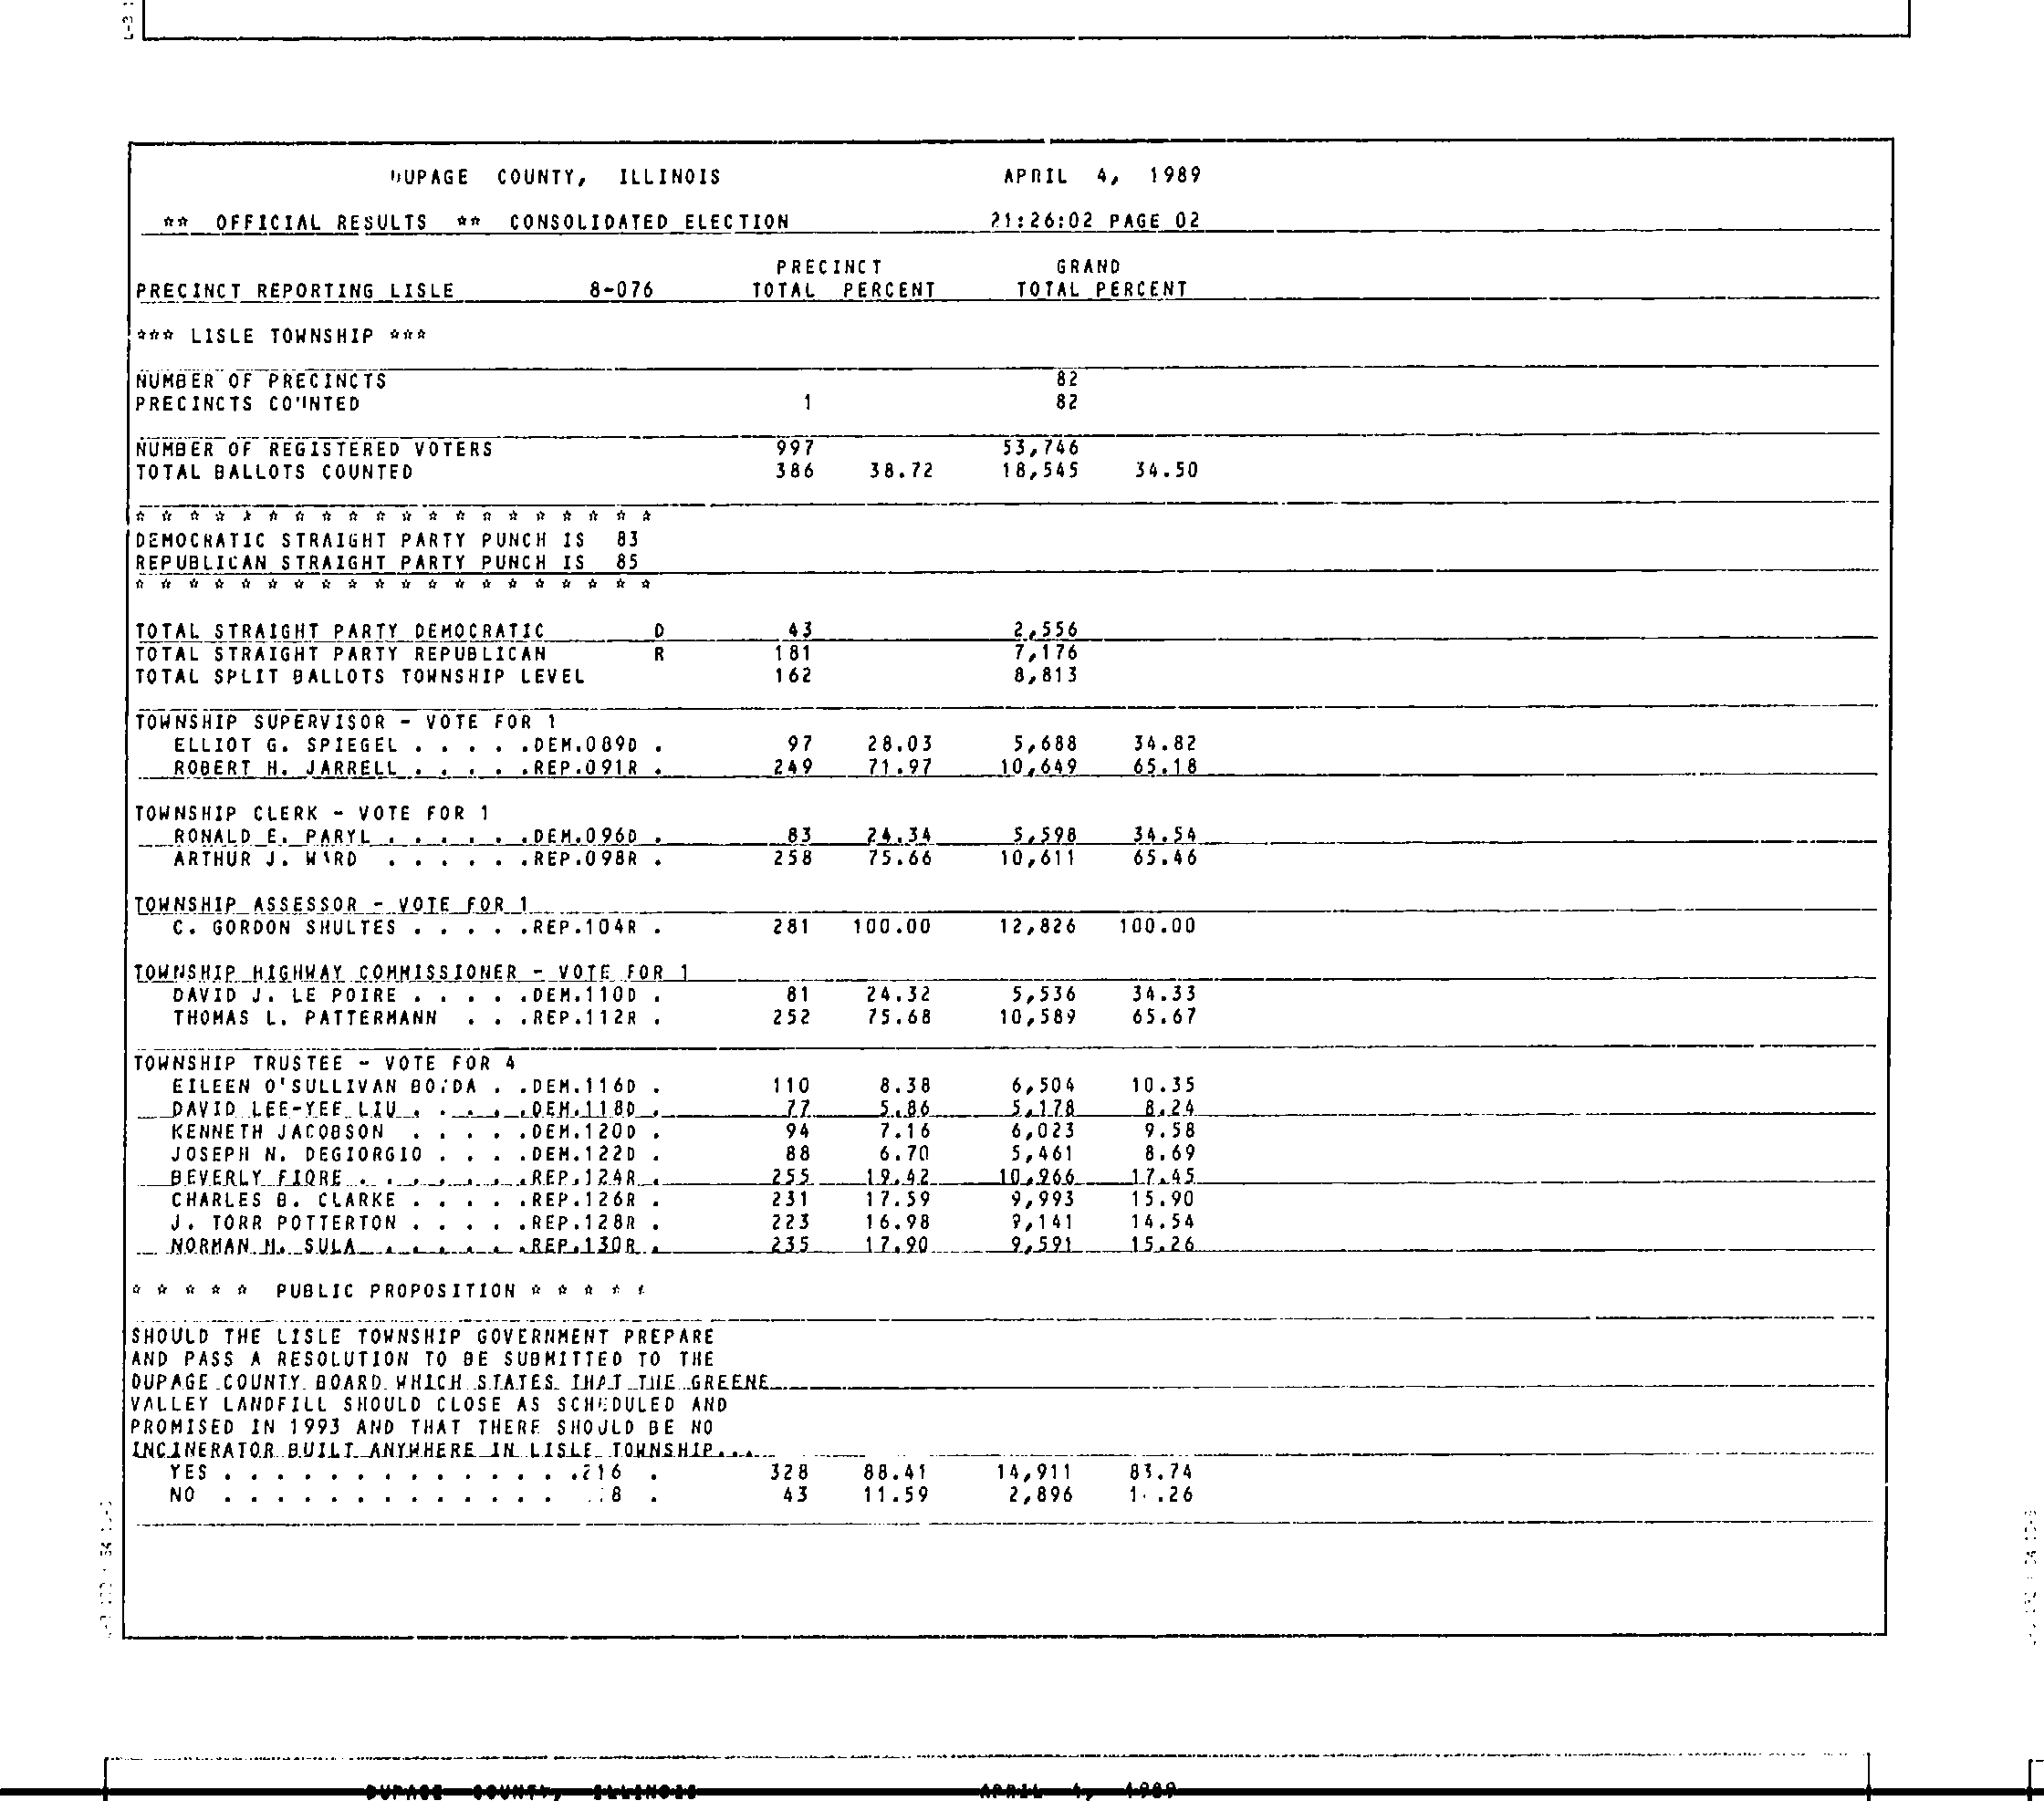 DUPAGE COUNTY, ILLINOIS APRIL 4, 1989
** OFFICIAL RESULTS ** CONSOLIDATED ELECTION 21:26:02 PAGE 02
PRECINCT GRAND
PRECINCT REPORTING LISLE 8-076 TOTAL PERCENT TOTAL PERCENT
*** LISLE TOWNSHIP ***
NUMBER OF PRECINCTS 82
PRECINCTS COUNTED 1 82
NUMBER OF REGISTERED VOTERS 997 53,746
TOTAL BALLOTS COUNTED 386 38.72 18,545 34.50
* * * * * * * * * * * * * * * * * * * *
DEMOCRATIC STRAIGHT PARTY PUNCH IS 83
REPUBLICAN STRAIGHT PARTY PUNCH IS 85
* * * * * * * * * * * * * * * * * * * *
TOTAL STRAIGHT PARTY DEMOCRATIC D 43 2,556
TOTAL STRAIGHT PARTY REPUBLICAN R 181 7,176
TOTAL SPLIT BALLOTS TOWNSHIP LEVEL 162 8,813
TOWNSHIP SUPERVISOR - VOTE FOR 1
ELLIOT G. SPIEGEL . . . . .DEM.089D . 97 28.03 5,688 34.82
ROBERT H. JARRELL . . . . .REP.091R . 249 71.97 10,649 65.18
TOWNSHIP CLERK - VOTE FOR 1
RONALD E. PARYL . . . . . .DEM.096D . 83 24.34 5,598 34.54
ARTHUR J. WARD . . . . . .REP.098R . 258 75.66 10,611 65.46
TOWNSHIP ASSESSOR - VOTE FOR 1
C. GORDON SHULTES . . . . .REP.104R . 281 100.00 12,826 100.00
TOWNSHIP HIGHWAY COMMISSIONER - VOTE FOR 1
DAVID J. LE POIRE . . . . .DEM.110D . 81 24.32 5,536 34.33
THOMAS L. PATTERMANN . . .REP.112R . 252 75.68 10,589 65.67
TOWNSHIP TRUSTEE - VOTE FOR 4
EILEEN O'SULLIVAN . .DEM.116D . 110 8.38 6,504 10.35
DAVID LEE-YEE LIU . . . . .DEM.118D . 77 5.86 5,178 8.24
KENNETH JACOBSON . . . . .DEM.120D . 94 7.16 6,023 9.58
JOSEPH N. DEGIORGIO . . . .DEM.122D . 88 6.70 5,461 8.69
BEVERLY FIORE . . . . . . .REP.124R . 255 19.42 10,966 17.45
CHARLES B. CLARKE . . . . .REP.126R . 231 17.59 9,993 15.90
J. TORR POTTERTON . . . . .REP.128R . 223 16.98 9,141 14.54
NORMAN M. SULA . . . . . .REP.130R . 235 17.90 9,591 15.26
* * * * * PUBLIC PROPOSITION * * * * *
SHOULD THE LISLE TOWNSHIP GOVERNMENT PREPARE
AND PASS A RESOLUTION TO BE SUBMITTED TO THE
DUPAGE COUNTY BOARD WHICH STATES THAT THE GREENE
VALLEY LANDFILL SHOULD CLOSE AS SCHEDULED AND
PROMISED IN 1993 AND THAT THERE SHOULD BE NO
INCINERATOR BUILT ANYWHERE IN LISLE TOWNSHIP...
YES . . . . . . . . . . . . . .216 . 328 88.41 14,911 83.74
NO . . . . . . . . . . . . . . 43 11.59 2,896
DUPAGE COUNTY, ILLINOIS APRIL 4, 1989